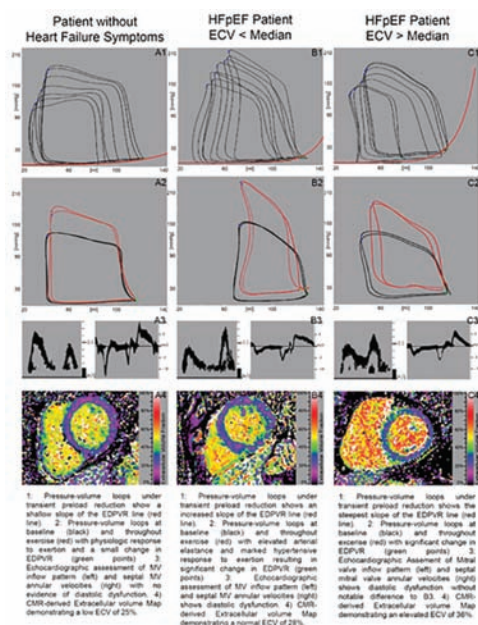 Patient without
Heart Failure Symptoms
HFpEF Patient
ECV < Median
HFpEF Patient
ECV > Median
A1
B1
C1
210
150
90
30
[mmHg]
20
60
[ml]
100
140
A2
B2
C2
A3
B3
C3
A4
B4
C4
1: Pressure-volume loops under
transient preload reduction show a
shallow slope of the EDPVR line (red
line). 2: Pressure-volume loops at
baseline (black) and throughout
exercise (red) with physiologic response
to exertion and a small change in
EDPVR (green points) 3:
Echocardiographic assesment of MV
inflow pattern (left) and septal MV
annular velocities (right) with no
evidence of diastolic dysfunction. 4)
CMR-derived Extracellular volume Map
demonstrating a low ECV of 25%.
1: Pressure-volume loops under
transient preload reduction shows an
increased slope of the EDPVR line (red
line). 2: Pressure-volume loops at
baseline (black) and throughout
exercise (red) with elevated arterial
elastance and marked hypertensive
response to exertion resulting in
significant change in EDPVR (green
points) 3: Echocardiographic
assessment of MV inflow pattern (left)
and septal MV annular velocities (right)
shows diastolic dysfunction. 4) CMR-
derived Extracellular volume Map
demonstrating a normal ECV of 28%.
1: Pressure-volume loops under
transient preload reduction shows the
steepest slope of the EDPVR line (red
line). 2: Pressure-volume loops at
baseline (black) and throughout
excerise (red) with significant change in
EDPVR (green points) 3:
Echocardiographic Assement of Mitral
valve inflow pattern (left) and septal
mitral valve annular velocities (right)
shows diastolic dysfunction without
notable difference to B3. 4) CMR-
derived Extracellular volume Map
demonstrating an elevated ECV of 36%.